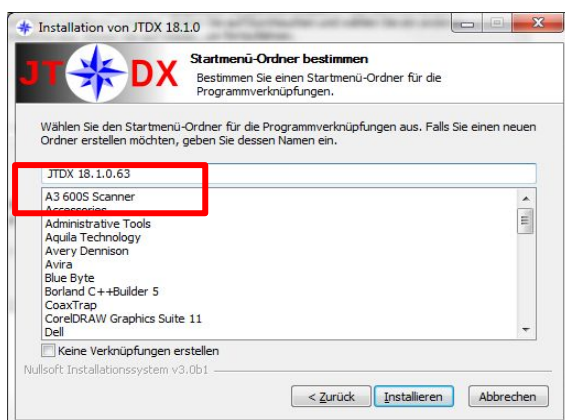 Installation von JTDX 18.1.0
JT DX
Startmenü-Ordner bestimmen
Bestimmen Sie einen Startmenü-Ordner für die
Programmverknüpfungen.
Wählen Sie den Startmenü-Ordner für die Programmverknüpfungen aus. Falls Sie einen neuen
Ordner erstellen möchten, geben Sie dessen Namen ein.
JTDX 18.1.0.63
A3 600S Scanner
Accessories
Administrative Tools
Aquila Technology
Avery Dennison
Avira
Blue Byte
Borland C++Builder 5
CoaxTrap
CorelDRAW Graphics Suite 11
Dell
Keine Verknüpfungen erstellen
Nullsoft Installationssystem v3.0b1
< Zurück
Installieren
Abbrechen